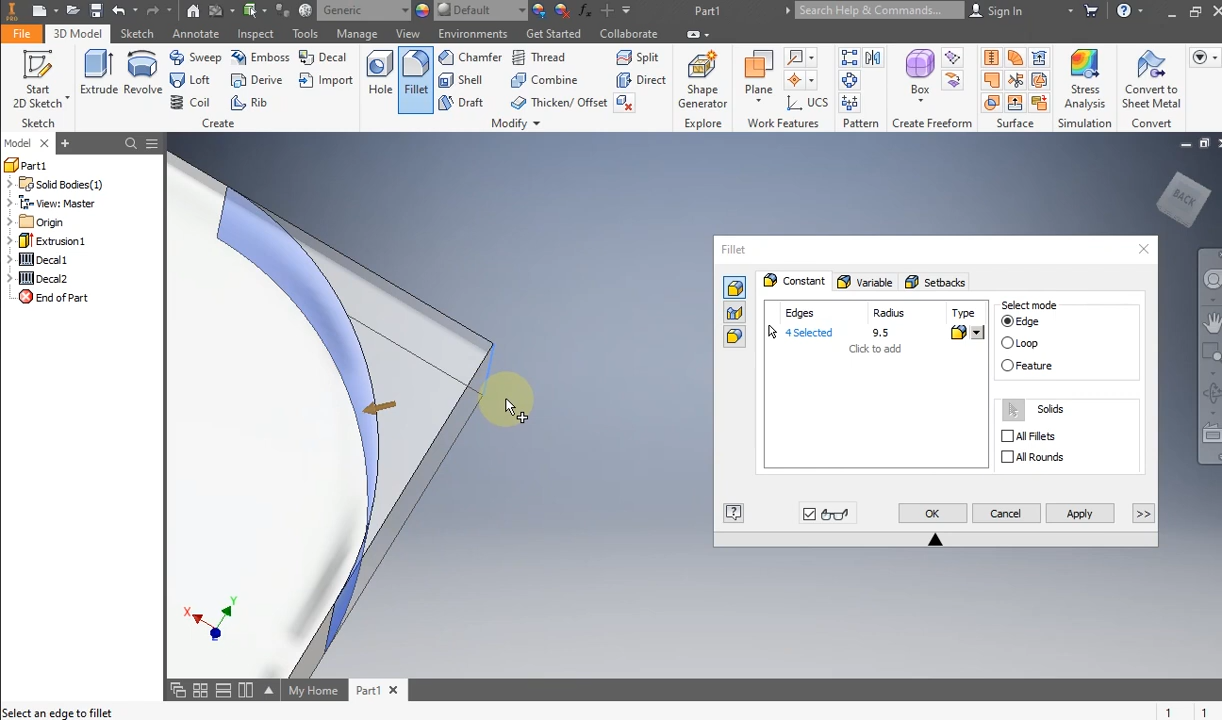 I PRO Generic Default fx Part1 Search Help & Commands... Sign In ?
File 3D Model Sketch Annotate Inspect Tools Manage View Environments Get Started Collaborate
Start 2D Sketch Extrude Revolve Sweep Emboss Decal Hole Fillet Chamfer Thread Split Shape Generator Plane Box Stress Analysis Convert to Sheet Metal
Loft Derive Import Shell Combine Direct
Coil Rib Draft Thicken/ Offset UCS
Sketch Create Modify Explore Work Features Pattern Create Freeform Surface Simulation Convert
Model
Part1
Solid Bodies(1)
View: Master
Origin
Extrusion1
Decal1
Decal2
End of Part
BACK
Fillet
Constant Variable Setbacks
Edges Radius Type
4 Selected 9.5
Click to add
Select mode
Edge
Loop
Feature
Solids
All Fillets
All Rounds
? OK Cancel Apply >>
X Y Z
My Home Part1
Select an edge to fillet 1 1